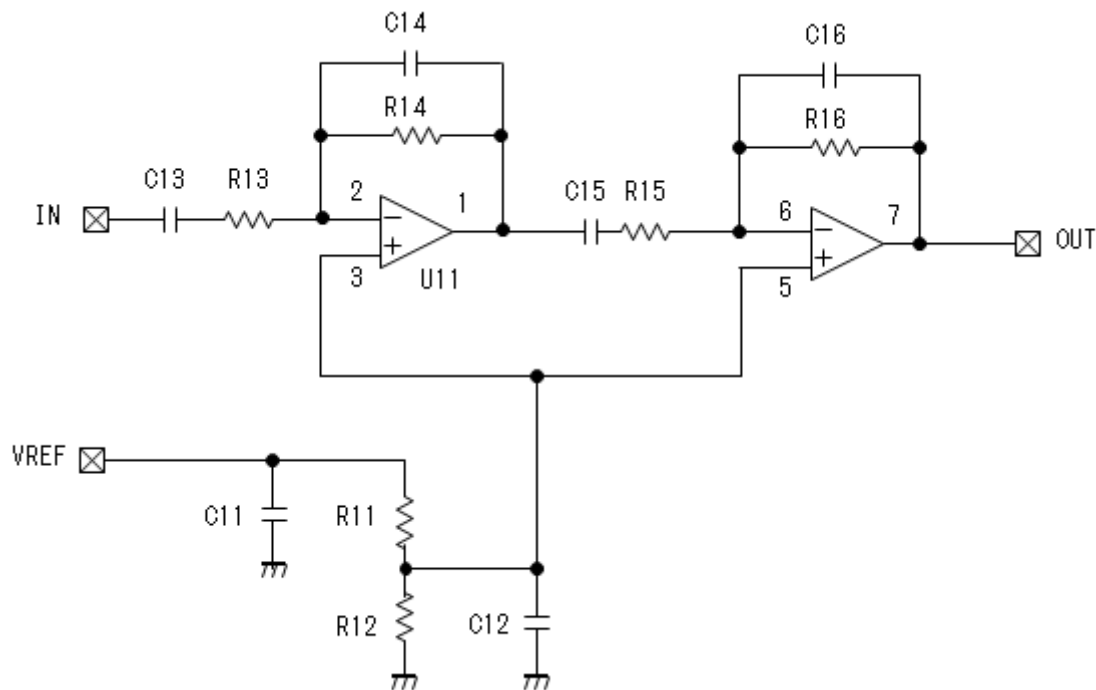 C14
C16
R14
R16
C13
R13
2
1
C15
R15
6
7
IN
−
+
−
+
OUT
3
U11
5
VREF
C11
R11
R12
C12